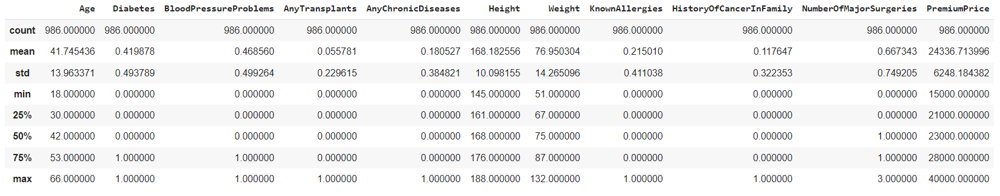 Age Diabetes BloodPressureProblems AnyTransplants AnyChronicDiseases Height Weight KnownAllergies HistoryOfCancerInFamily NumberOfMajorSurgeries PremiumPrice
count 986.000000 986.000000 986.000000 986.000000 986.000000 986.000000 986.000000 986.000000 986.000000 986.000000 986.000000
mean 41.745436 0.419878 0.468560 0.055781 0.180527 168.182556 76.950304 0.215010 0.117647 0.667343 24336.713996
std 13.963371 0.493789 0.499264 0.229615 0.384821 10.098155 14.265096 0.411038 0.322353 0.749205 6248.184382
min 18.000000 0.000000 0.000000 0.000000 0.000000 145.000000 51.000000 0.000000 0.000000 0.000000 15000.000000
25% 30.000000 0.000000 0.000000 0.000000 0.000000 161.000000 67.000000 0.000000 0.000000 0.000000 21000.000000
50% 42.000000 0.000000 0.000000 0.000000 0.000000 168.000000 75.000000 0.000000 0.000000 1.000000 23000.000000
75% 53.000000 1.000000 1.000000 0.000000 0.000000 176.000000 87.000000 0.000000 0.000000 1.000000 28000.000000
max 66.000000 1.000000 1.000000 1.000000 1.000000 188.000000 132.000000 1.000000 1.000000 3.000000 40000.000000